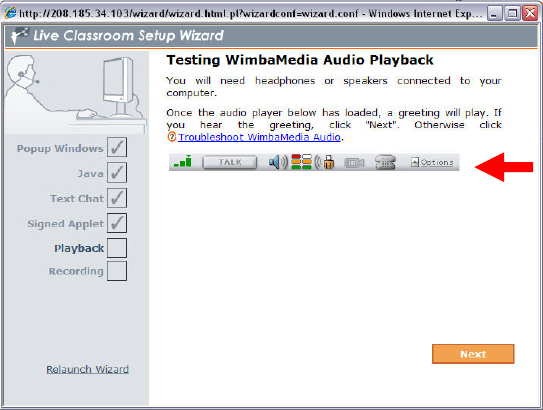 http://208.185.34.103/wizard/wizard.html.pl?wizardconf=wizard.conf - Windows Internet Exp...
Live Classroom Setup Wizard
Testing WimbaMedia Audio Playback
You will need headphones or speakers connected to your
computer.
Once the audio player below has loaded, a greeting will play. If
you hear the greeting, click "Next". Otherwise click
Troubleshoot WimbaMedia Audio.
TALK
Options
Popup Windows
Java
Text Chat
Signed Applet
Playback
Recording
Next
Relaunch Wizard